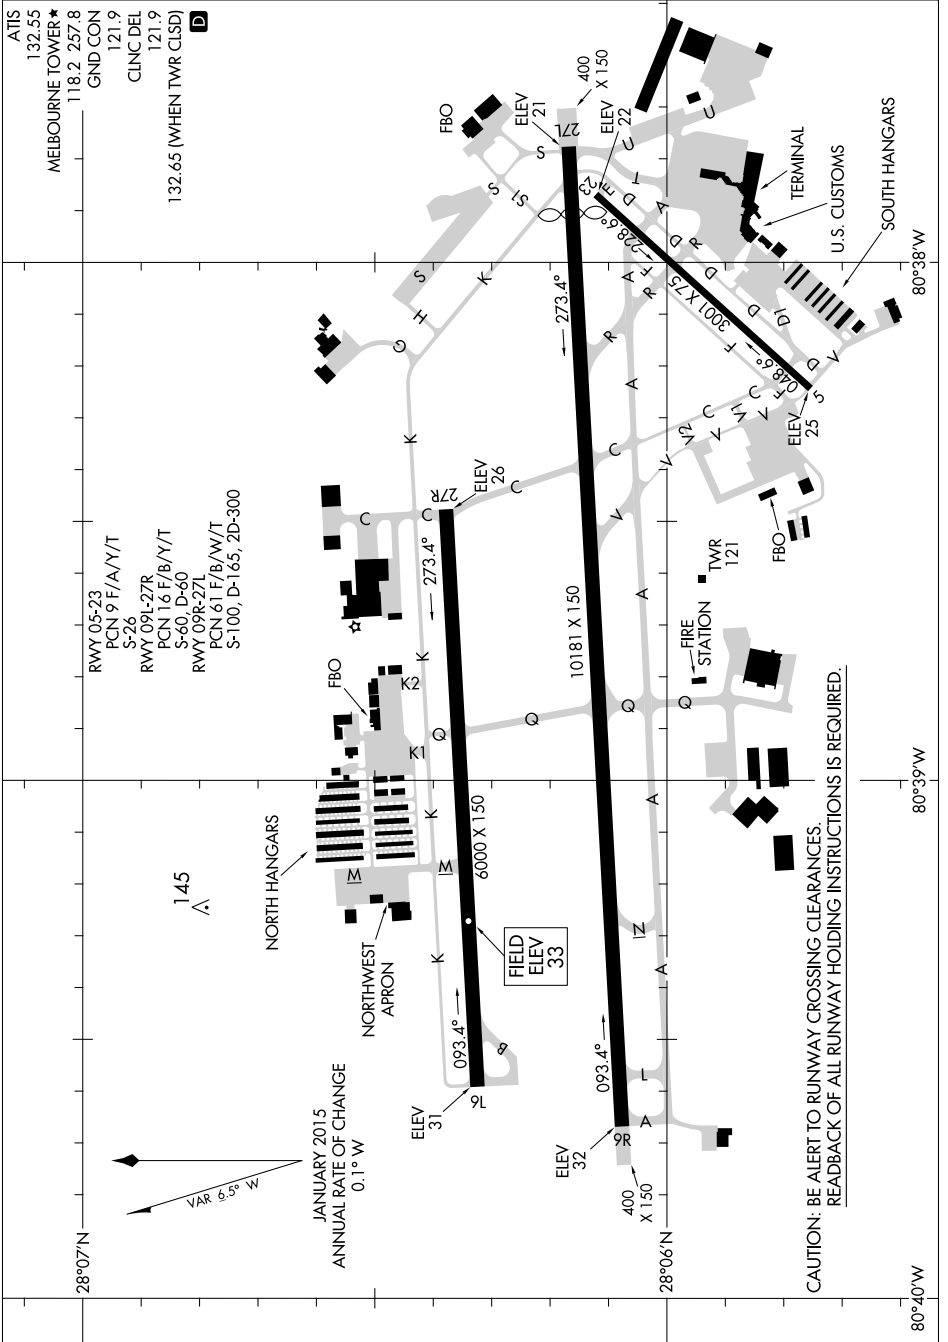 ATIS
132.55
MELBOURNE TOWER★
118.2 257.8
GND CON
121.9
CLNC DEL
121.9
132.65 (WHEN TWR CLSD)
D
RWY 05-23
PCN 9 F/A/Y/T
S-26
RWY 09L-27R
PCN 16 F/B/Y/T
S-60, D-60
RWY 09R-27L
PCN 61 F/B/W/T
S-100, D-165, 2D-300
28°07'N
VAR 6.5° W
JANUARY 2015
ANNUAL RATE OF CHANGE
0.1° W
145
NORTH HANGARS
NORTHWEST
APRON
M
M
FBO
K1
K2
K
K
K
K
K
Q
Q
Q
Q
C
C
C
C
C
C
G
H
S
S
S
S1
FBO
ELEV
21
400
X 150
27L
ELEV
22
23
E
D
T
U
U
A
D
R
D
D
D1
D
V
F
F
F
R
A
R
A
A
A
A
A
A
V
V
V
V
V1
V2
ELEV
31
9L
093.4°
B
FIELD
ELEV
33
6000 X 150
273.4°
27R
ELEV
26
ELEV
32
9R
400
X 150
093.4°
L
N
10181 X 150
273.4°
228.6°
3001 X 75
048.6°
5
ELEV
25
TERMINAL
U.S. CUSTOMS
SOUTH HANGARS
TWR
121
FBO
FIRE
STATION
28°06'N
CAUTION: BE ALERT TO RUNWAY CROSSING CLEARANCES.
READBACK OF ALL RUNWAY HOLDING INSTRUCTIONS IS REQUIRED.
80°40'W
80°39'W
80°38'W